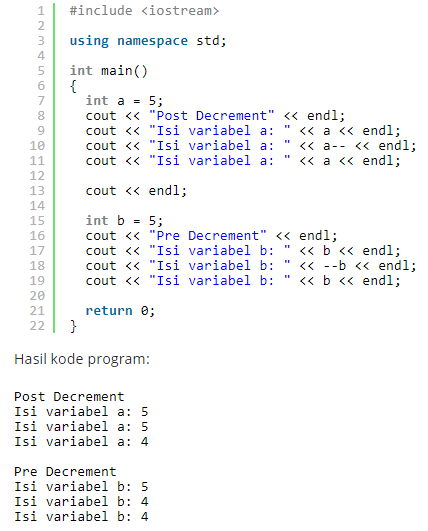 1 #include <iostream>
2
3 using namespace std;
4
5 int main()
6 {
7   int a = 5;
8   cout << "Post Decrement" << endl;
9   cout << "Isi variabel a: " << a << endl;
10   cout << "Isi variabel a: " << a-- << endl;
11   cout << "Isi variabel a: " << a << endl;
12
13   cout << endl;
14
15   int b = 5;
16   cout << "Pre Decrement" << endl;
17   cout << "Isi variabel b: " << b << endl;
18   cout << "Isi variabel b: " << --b << endl;
19   cout << "Isi variabel b: " << b << endl;
20
21   return 0;
22 }
Hasil kode program:
Post Decrement
Isi variabel a: 5
Isi variabel a: 5
Isi variabel a: 4
Pre Decrement
Isi variabel b: 5
Isi variabel b: 4
Isi variabel b: 4